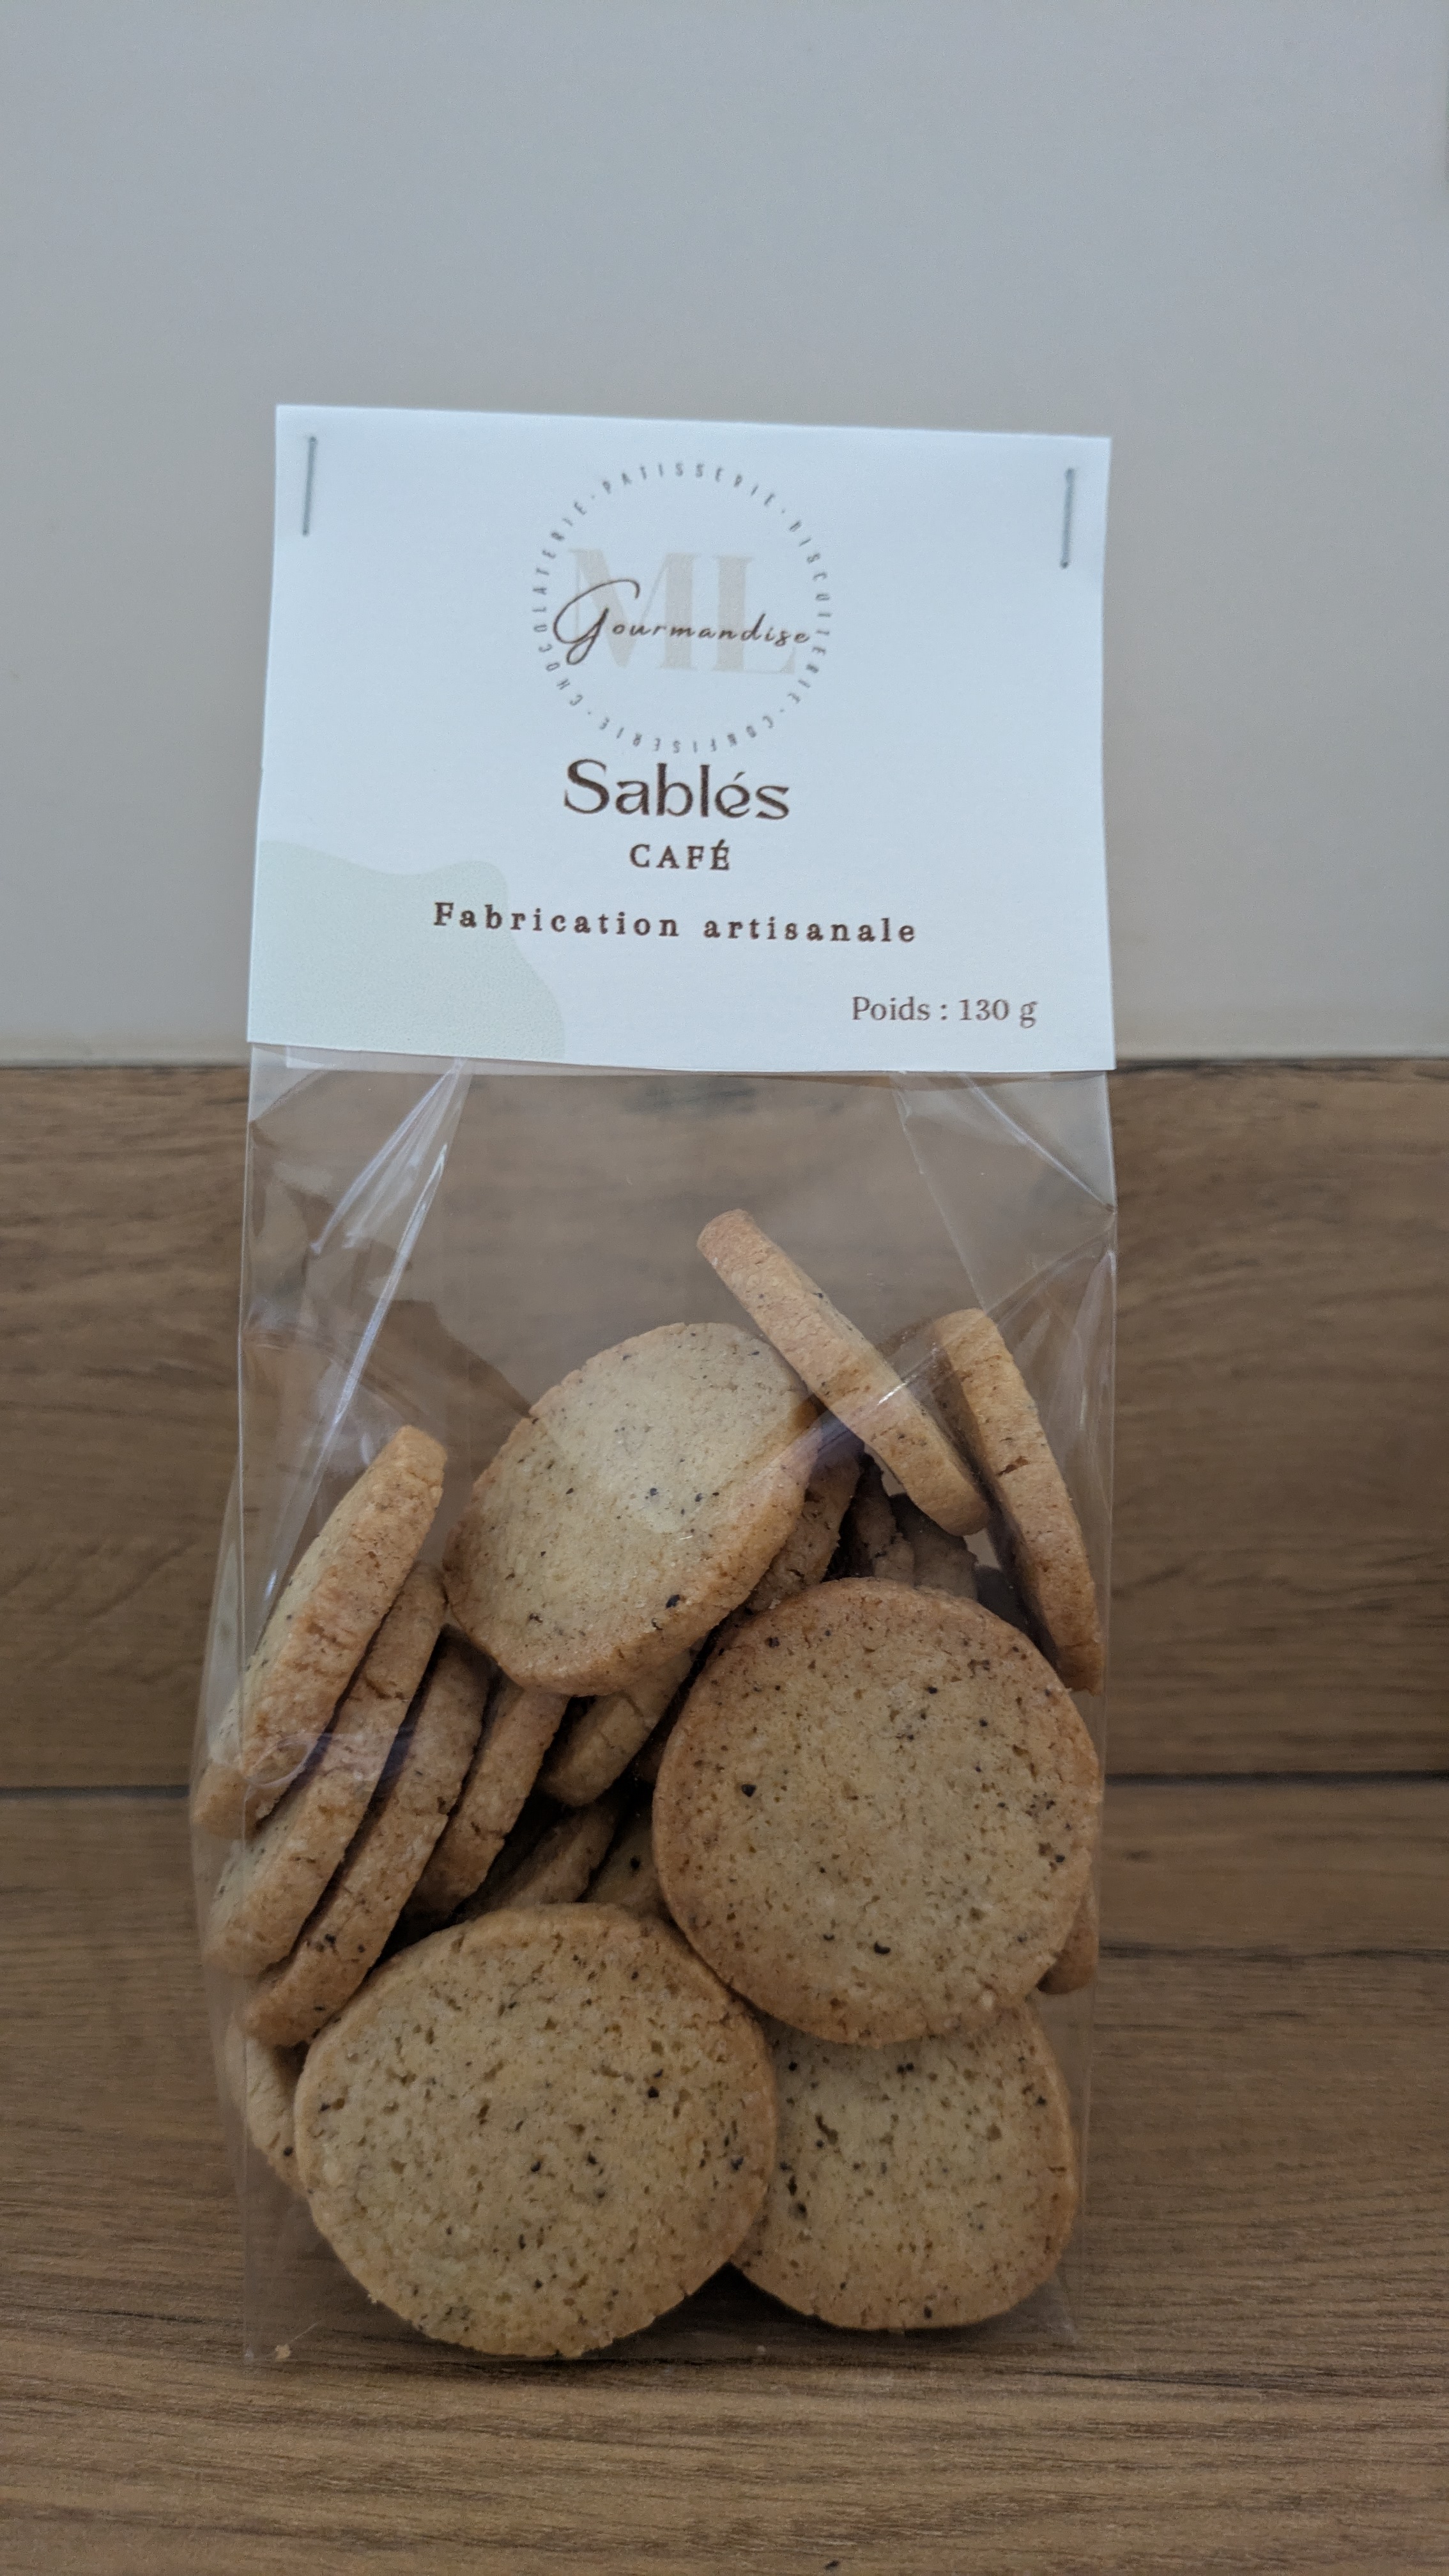 PATISSERIE · BISCUITERIE · CONFISERIE · CHOCOLATERIE ·
ML
Gourmandise
Sablés
CAFÉ
Fabrication artisanale
Poids : 130 g